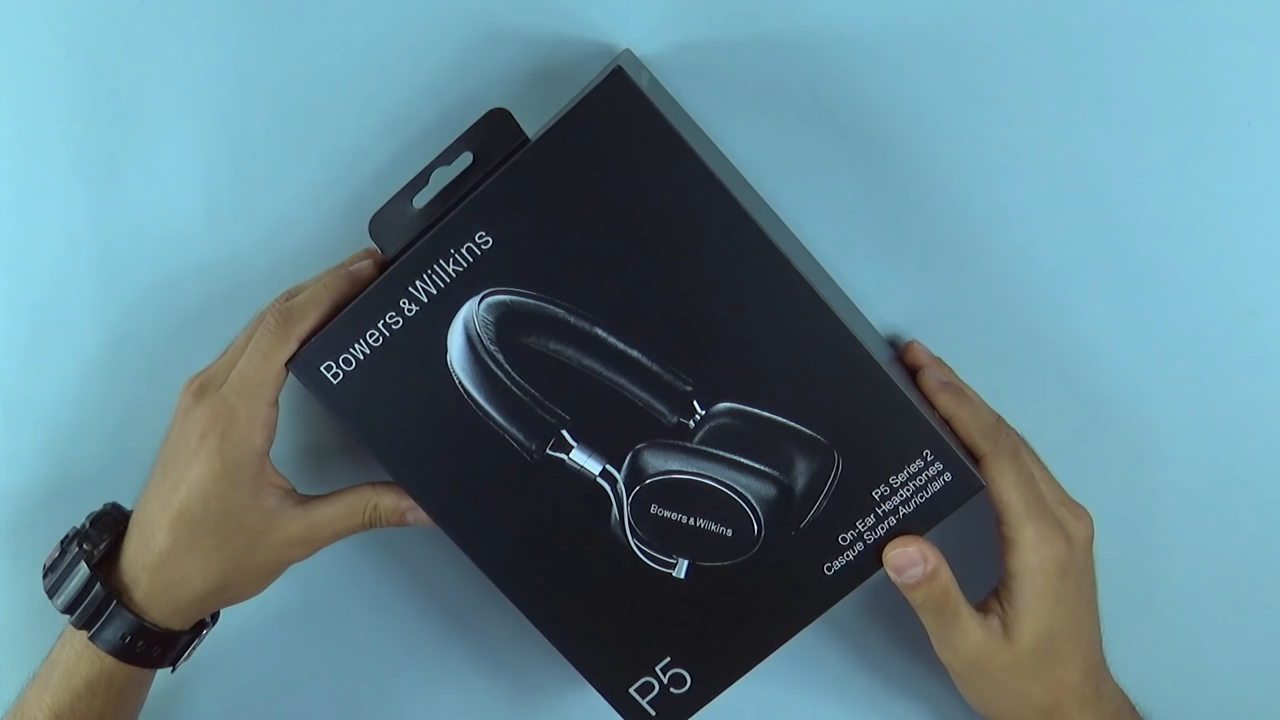 Bowers & Wilkins
Bowers & Wilkins
P5 Series 2
On-Ear Headphones
Casque Supra-Auriculaire
P5